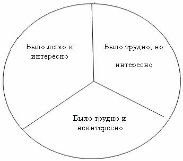 Было легко и
интересно
Было трудно, но
интересно
Было трудно и
неинтересно